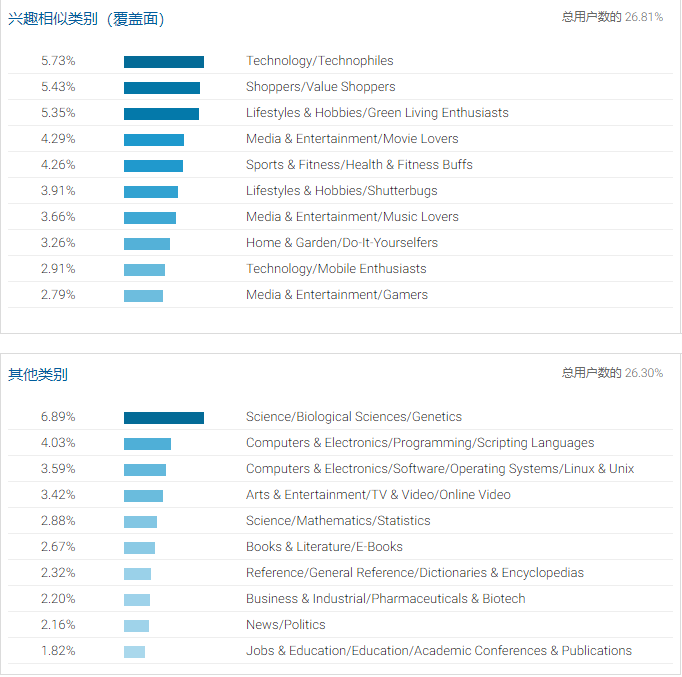 兴趣相似类别（覆盖面） 总用户数的 26.81%
5.73% Technology/Technophiles
5.43% Shoppers/Value Shoppers
5.35% Lifestyles & Hobbies/Green Living Enthusiasts
4.29% Media & Entertainment/Movie Lovers
4.26% Sports & Fitness/Health & Fitness Buffs
3.91% Lifestyles & Hobbies/Shutterbugs
3.66% Media & Entertainment/Music Lovers
3.26% Home & Garden/Do-It-Yourselfers
2.91% Technology/Mobile Enthusiasts
2.79% Media & Entertainment/Gamers
其他类别 总用户数的 26.30%
6.89% Science/Biological Sciences/Genetics
4.03% Computers & Electronics/Programming/Scripting Languages
3.59% Computers & Electronics/Software/Operating Systems/Linux & Unix
3.42% Arts & Entertainment/TV & Video/Online Video
2.88% Science/Mathematics/Statistics
2.67% Books & Literature/E-Books
2.32% Reference/General Reference/Dictionaries & Encyclopedias
2.20% Business & Industrial/Pharmaceuticals & Biotech
2.16% News/Politics
1.82% Jobs & Education/Education/Academic Conferences & Publications